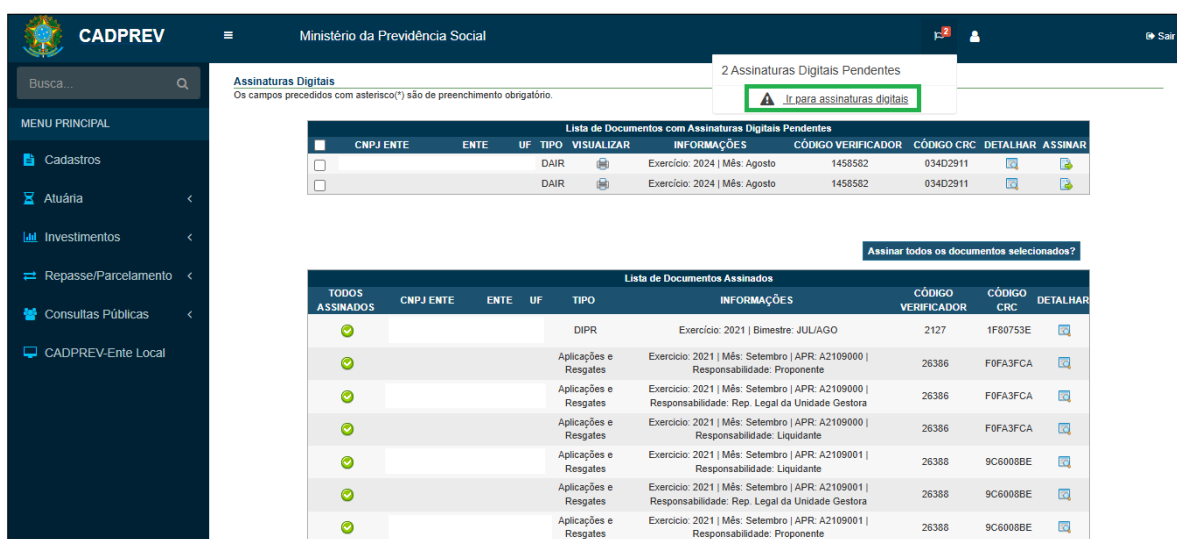 CADPREV
Ministério da Previdência Social
2
Sair
2 Assinaturas Digitais Pendentes
Ir para assinaturas digitais
Busca...
MENU PRINCIPAL
Cadastros
Atuária
Investimentos
Repasse/Parcelamento
Consultas Públicas
CADPREV-Ente Local
Assinaturas Digitais
Os campos precedidos com asterisco(*) são de preenchimento obrigatório.
Lista de Documentos com Assinaturas Digitais Pendentes
CNPJ ENTE ENTE UF TIPO VISUALIZAR INFORMAÇÕES CÓDIGO VERIFICADOR CÓDIGO CRC DETALHAR ASSINAR
DAIR Exercício: 2024 | Mês: Agosto 1458582 034D2911
DAIR Exercício: 2024 | Mês: Agosto 1458582 034D2911
Assinar todos os documentos selecionados?
Lista de Documentos Assinados
TODOS ASSINADOS CNPJ ENTE ENTE UF TIPO INFORMAÇÕES CÓDIGO VERIFICADOR CÓDIGO CRC DETALHAR
DIPR Exercício: 2021 | Bimestre: JUL/AGO 2127 1F80753E
Aplicações e Resgates Exercicio: 2021 | Mês: Setembro | APR: A2109000 | Responsabilidade: Proponente 26386 F0FA3FCA
Aplicações e Resgates Exercicio: 2021 | Mês: Setembro | APR: A2109000 | Responsabilidade: Rep. Legal da Unidade Gestora 26386 F0FA3FCA
Aplicações e Resgates Exercicio: 2021 | Mês: Setembro | APR: A2109000 | Responsabilidade: Liquidante 26386 F0FA3FCA
Aplicações e Resgates Exercicio: 2021 | Mês: Setembro | APR: A2109001 | Responsabilidade: Liquidante 26388 9C6008BE
Aplicações e Resgates Exercicio: 2021 | Mês: Setembro | APR: A2109001 | Responsabilidade: Rep. Legal da Unidade Gestora 26388 9C6008BE
Aplicações e Resgates Exercicio: 2021 | Mês: Setembro | APR: A2109001 | Responsabilidade: Proponente 26388 9C6008BE